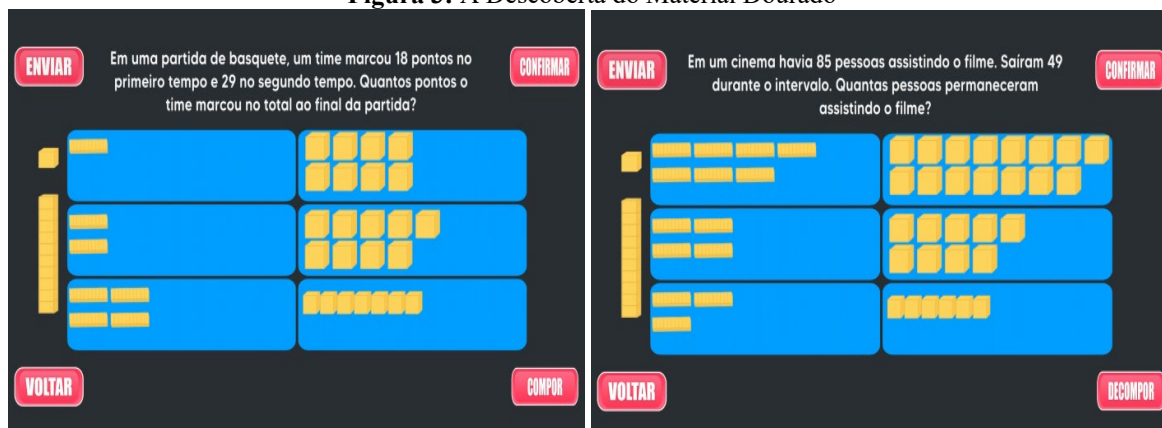 Figura 3: A Descoberta do Material Dourado
ENVIAR
Em uma partida de basquete, um time marcou 18 pontos no
primeiro tempo e 29 no segundo tempo. Quantos pontos o
time marcou no total ao final da partida?
CONFIRMAR
VOLTAR
COMPOR
ENVIAR
Em um cinema havia 85 pessoas assistindo o filme. Saíram 49
durante o intervalo. Quantas pessoas permaneceram
assistindo o filme?
CONFIRMAR
VOLTAR
DECOMPOR